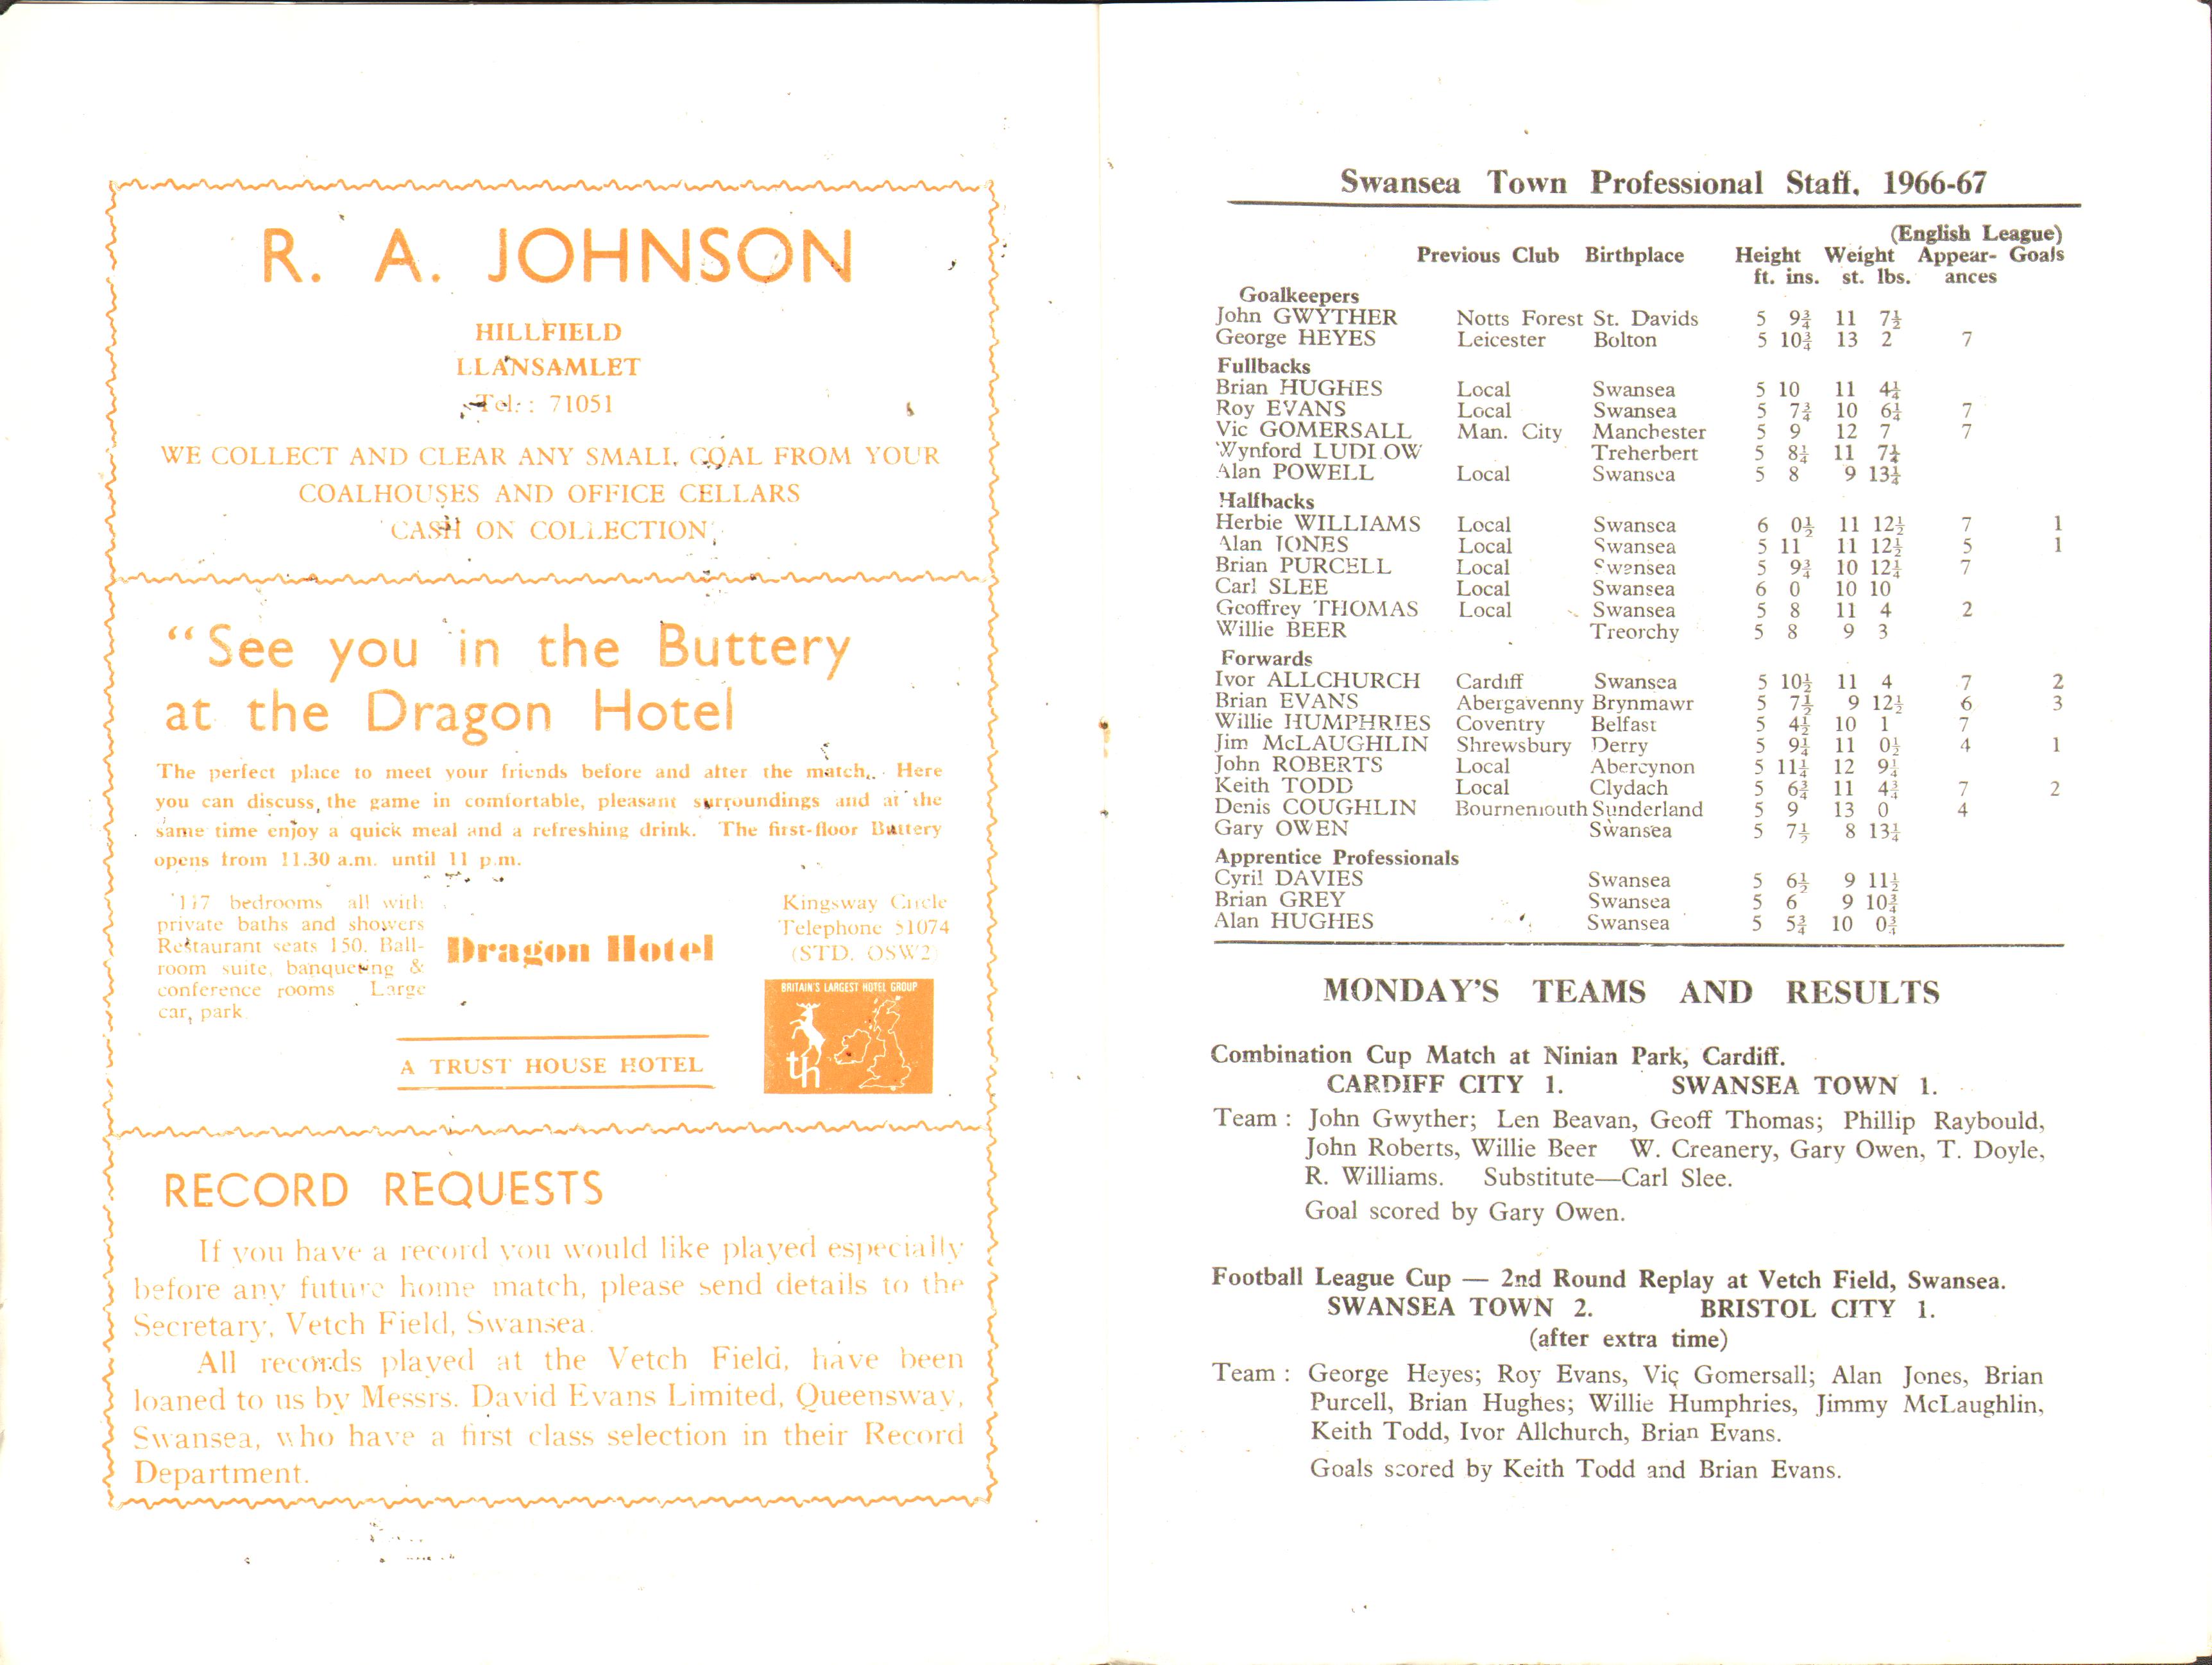 R. A. JOHNSON
HILLFIELD
LLANSAMLET
Tel. : 71051
WE COLLECT AND CLEAR ANY SMALL COAL FROM YOUR
COALHOUSES AND OFFICE CELLARS
CASH ON COLLECTION
"See you in the Buttery
at the Dragon Hotel
The perfect place to meet your friends before and after the match. Here
you can discuss the game in comfortable, pleasant surroundings and at the
same time enjoy a quick meal and a refreshing drink. The first-floor Buttery
opens from 11.30 a.m. until 11 p.m.
117 bedrooms all with
private baths and showers
Restaurant seats 150. Ball-
room suite, banqueting &
conference rooms Large
car park
Dragon Hotel
Kingsway Circle
Telephone 51074
(STD. OSW2)
BRITAIN'S LARGEST HOTEL GROUP
th
A TRUST HOUSE HOTEL
RECORD REQUESTS
If you have a record you would like played especially
before any future home match, please send details to the
Secretary, Vetch Field, Swansea.
All records played at the Vetch Field, have been
loaned to us by Messrs. David Evans Limited, Queensway,
Swansea, who have a first class selection in their Record
Department.
Swansea Town Professional Staff, 1966-67
(English League)
Previous Club Birthplace Height Weight Appear- Goals
ft. ins. st. lbs. ances
Goalkeepers
John GWYTHER Notts Forest St. Davids 5 9¾ 11 7½
George HEYES Leicester Bolton 5 10¾ 13 2 7
Fullbacks
Brian HUGHES Local Swansea 5 10 11 4¼
Roy EVANS Local Swansea 5 7¾ 10 6¼ 7
Vic GOMERSALL Man. City Manchester 5 9 12 7 7
Wynford LUDLOW Treherbert 5 8¼ 11 7¼
Alan POWELL Local Swansea 5 8 9 13¼
Halfbacks
Herbie WILLIAMS Local Swansea 6 0½ 11 12½ 7 1
Alan JONES Local Swansea 5 11 11 12½ 5 1
Brian PURCELL Local Swansea 5 9¾ 10 12¼ 7
Carl SLEE Local Swansea 6 0 10 10
Geoffrey THOMAS Local Swansea 5 8 11 4 2
Willie BEER Treorchy 5 8 9 3
Forwards
Ivor ALLCHURCH Cardiff Swansea 5 10½ 11 4 7 2
Brian EVANS Abergavenny Brynmawr 5 7½ 9 12½ 6 3
Willie HUMPHRIES Coventry Belfast 5 4½ 10 1 7
Jim McLAUGHLIN Shrewsbury Derry 5 9¼ 11 0½ 4 1
John ROBERTS Local Abercynon 5 11¼ 12 9¼
Keith TODD Local Clydach 5 6¾ 11 4¾ 7 2
Denis COUGHLIN Bournemouth Sunderland 5 9 13 0 4
Gary OWEN Swansea 5 7½ 8 13¼
Apprentice Professionals
Cyril DAVIES Swansea 5 6½ 9 11½
Brian GREY Swansea 5 6 9 10¾
Alan HUGHES Swansea 5 5¾ 10 0¾
MONDAY'S TEAMS AND RESULTS
Combination Cup Match at Ninian Park, Cardiff.
CARDIFF CITY 1. SWANSEA TOWN 1.
Team : John Gwyther; Len Beavan, Geoff Thomas; Phillip Raybould,
John Roberts, Willie Beer W. Creanery, Gary Owen, T. Doyle,
R. Williams. Substitute—Carl Slee.
Goal scored by Gary Owen.
Football League Cup — 2nd Round Replay at Vetch Field, Swansea.
SWANSEA TOWN 2. BRISTOL CITY 1.
(after extra time)
Team : George Heyes; Roy Evans, Vic Gomersall; Alan Jones, Brian
Purcell, Brian Hughes; Willie Humphries, Jimmy McLaughlin,
Keith Todd, Ivor Allchurch, Brian Evans.
Goals scored by Keith Todd and Brian Evans.